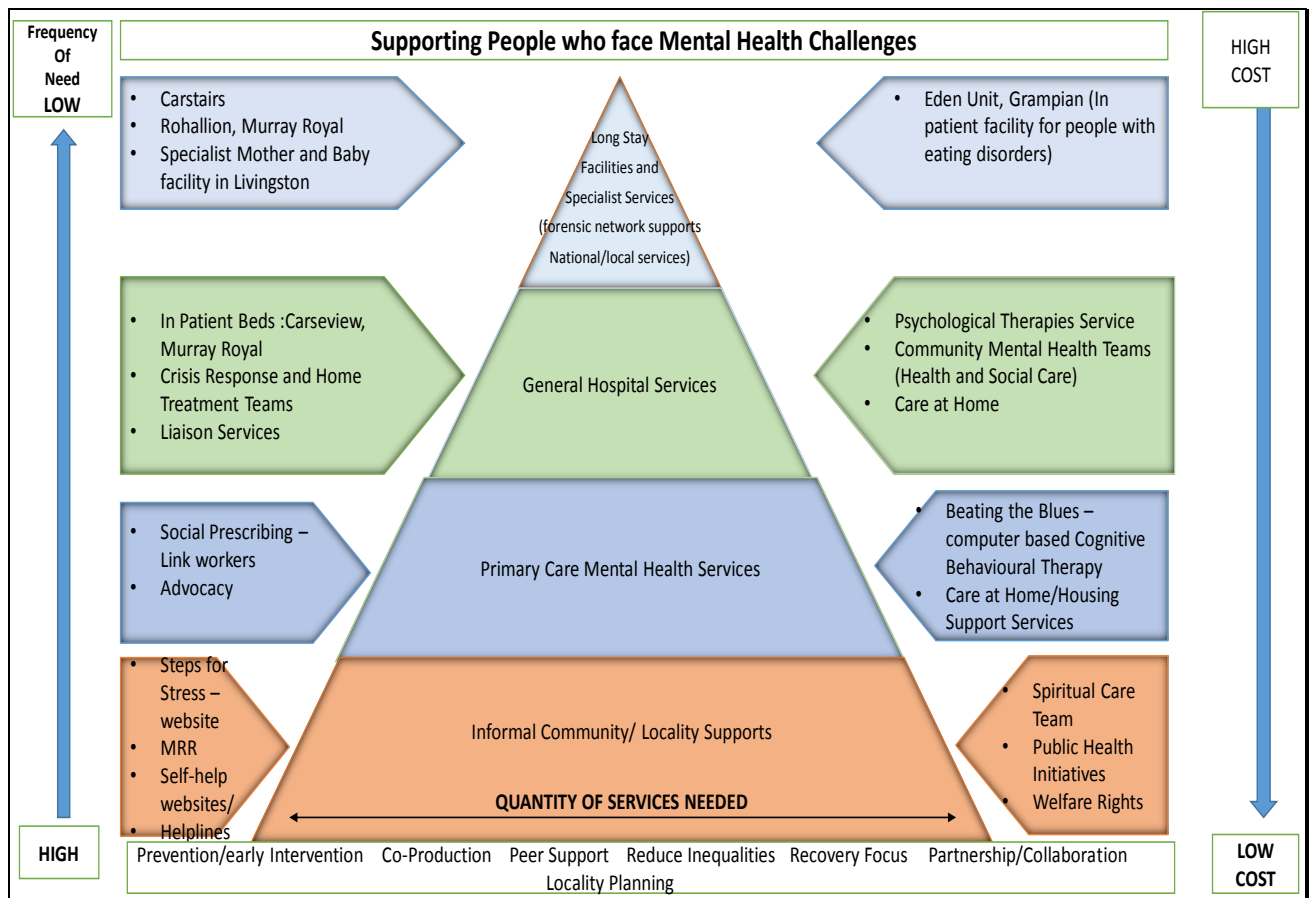 Frequency
Of
Need
LOW
Supporting People who face Mental Health Challenges
HIGH
COST
• Carstairs
• Rohallion, Murray Royal
• Specialist Mother and Baby
facility in Livingston
Long Stay
Facilities and
Specialist Services
(forensic network supports
National/local services)
• Eden Unit, Grampian (In
patient facility for people with
eating disorders)
• In Patient Beds :Carseview,
Murray Royal
• Crisis Response and Home
Treatment Teams
• Liaison Services
General Hospital Services
• Psychological Therapies Service
• Community Mental Health Teams
(Health and Social Care)
• Care at Home
• Social Prescribing –
Link workers
• Advocacy
Primary Care Mental Health Services
• Beating the Blues –
computer based Cognitive
Behavioural Therapy
• Care at Home/Housing
Support Services
• Steps for
Stress –
website
• MRR
• Self-help
websites/
• Helplines
Informal Community/ Locality Supports
QUANTITY OF SERVICES NEEDED
• Spiritual Care
Team
• Public Health
Initiatives
• Welfare Rights
HIGH
Prevention/early Intervention Co-Production Peer Support Reduce Inequalities Recovery Focus Partnership/Collaboration
Locality Planning
LOW
COST